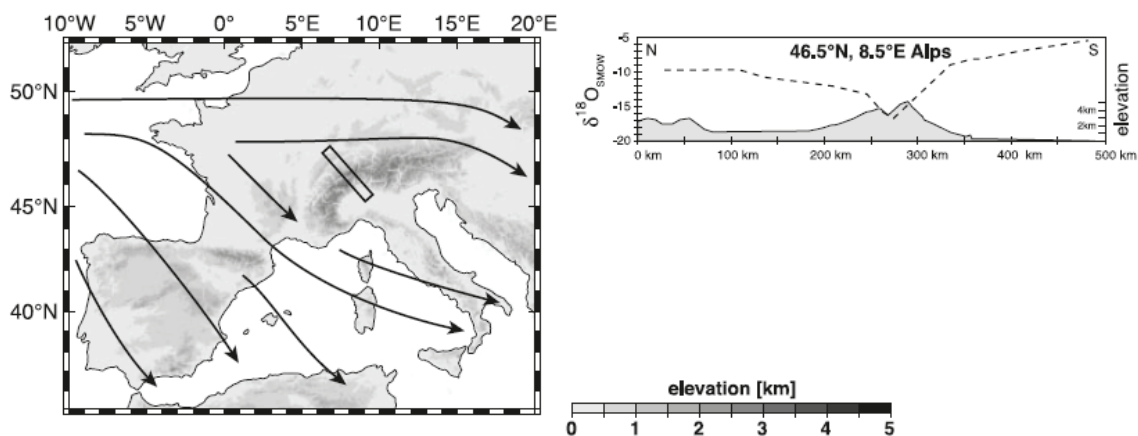 10°W 5°W 0° 5°E 10°E 15°E 20°E
50°N
45°N
40°N
-5
-10
-15
-20
δ18OSMOW
N
46.5°N, 8.5°E Alps
S
4km
2km
elevation
0 km 100 km 200 km 300 km 400 km 500 km
elevation [km]
0 1 2 3 4 5